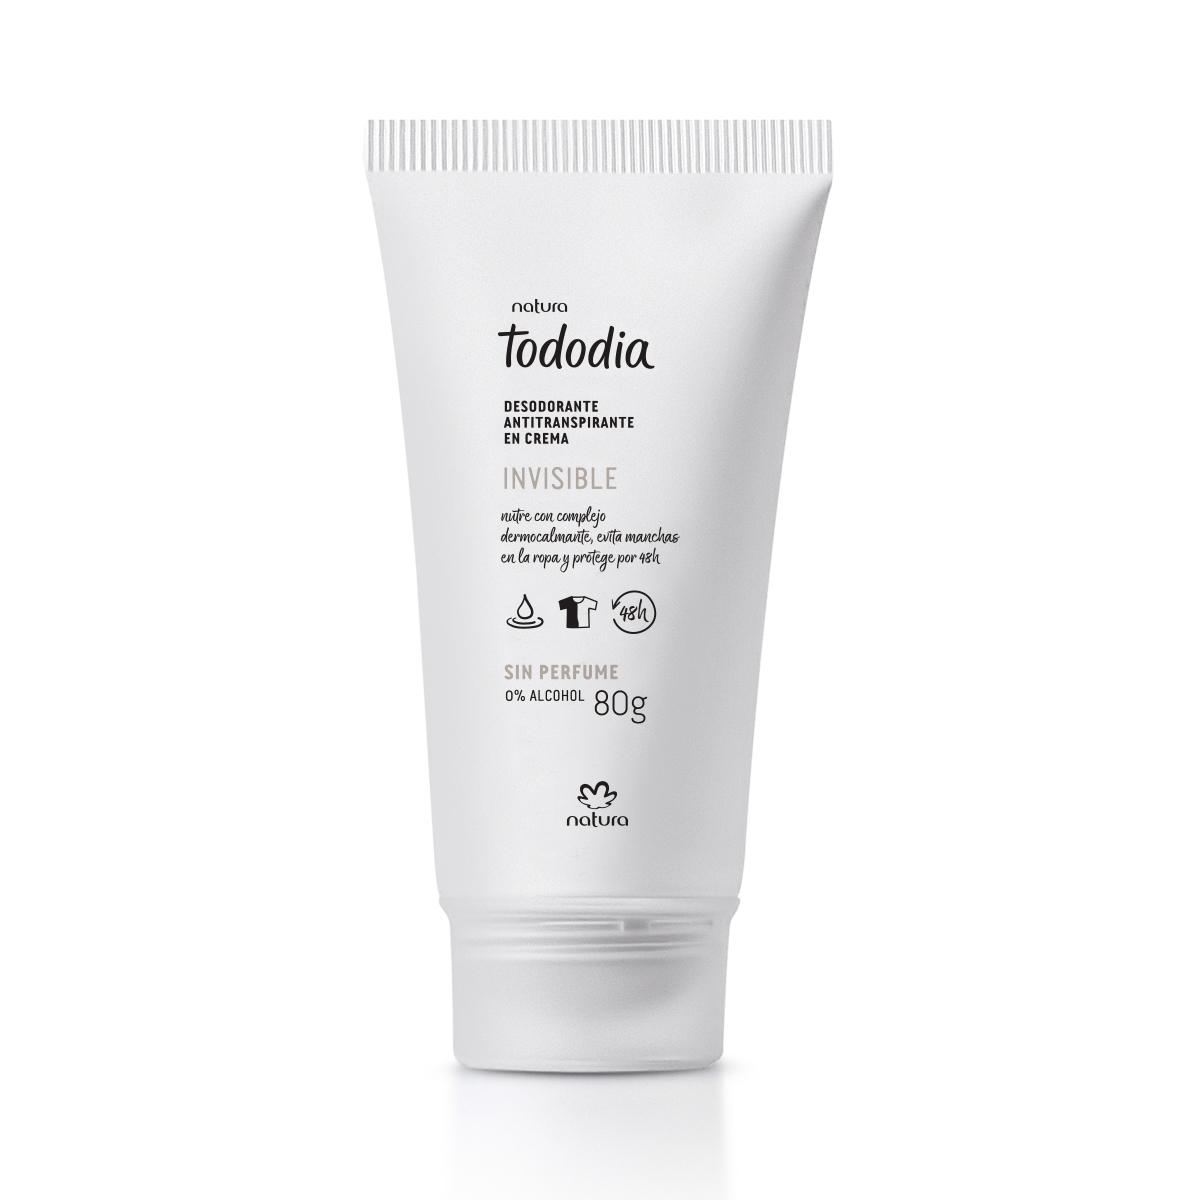 natura
tododia
DESODORANTE
ANTITRANSPIRANTE
EN CREMA
INVISIBLE
nutre con complejo
dermocalmante, evita manchas
en la ropa y protege por 48h
48h
SIN PERFUME
0% ALCOHOL 80g
natura